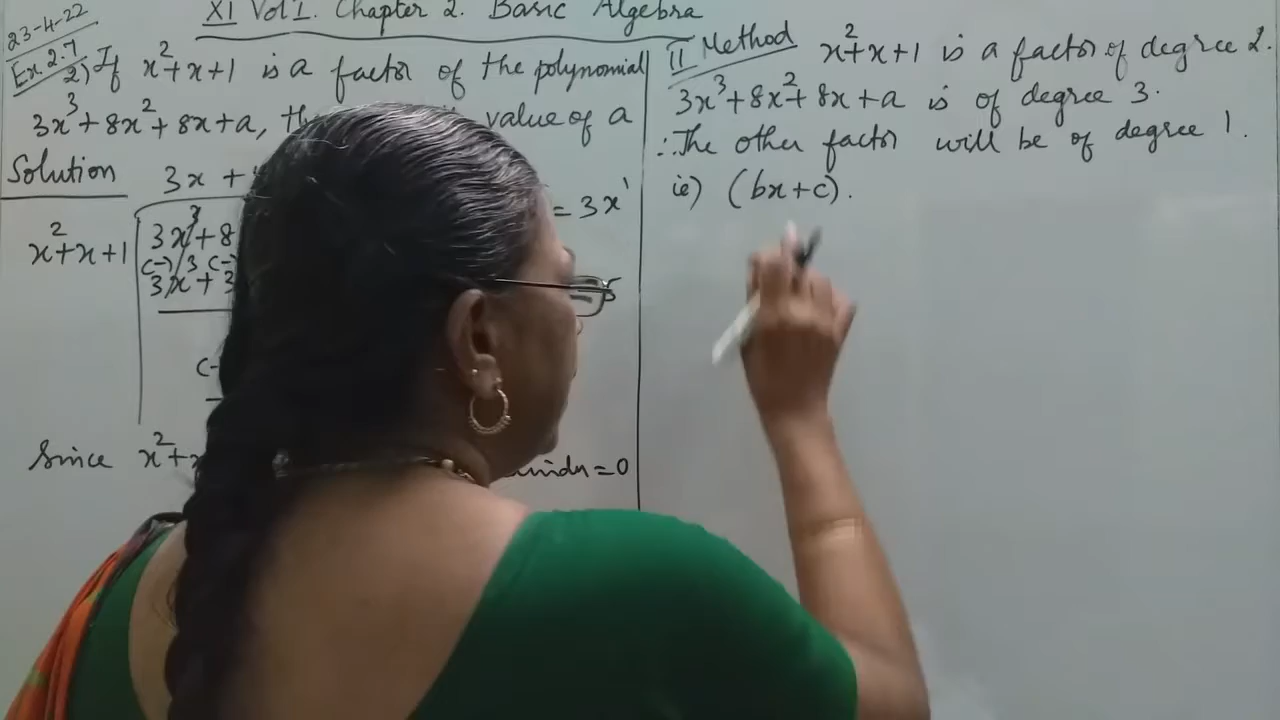 XI Vol I. Chapter 2. Basic Algebra
23-4-22
Ex. 2.7
2) If x²+x+1 is a factor of the polynomial
3x³+8x²+8x+a, value of a
Solution
3x +
= 3x¹
x²+x+1
3x³+8
(-) (-)
3x³+3
5
(-
Since x²+x =0
II Method x²+x+1 is a factor of degree 2.
3x³+8x²+8x+a is of degree 3.
∴The other factor will be of degree 1.
ie) (bx+c).